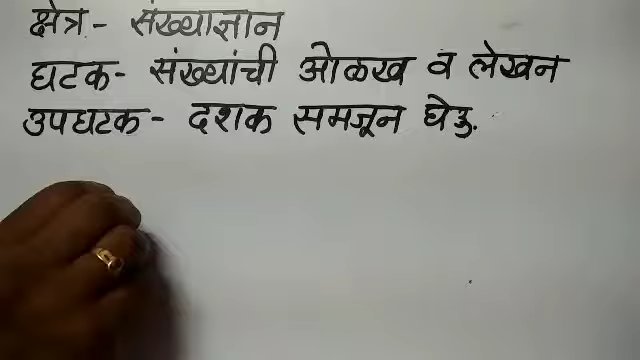 क्षेत्र - संख्याज्ञान
घटक - संख्यांची ओळख व लेखन
उपघटक - दशक समजून घेउ.